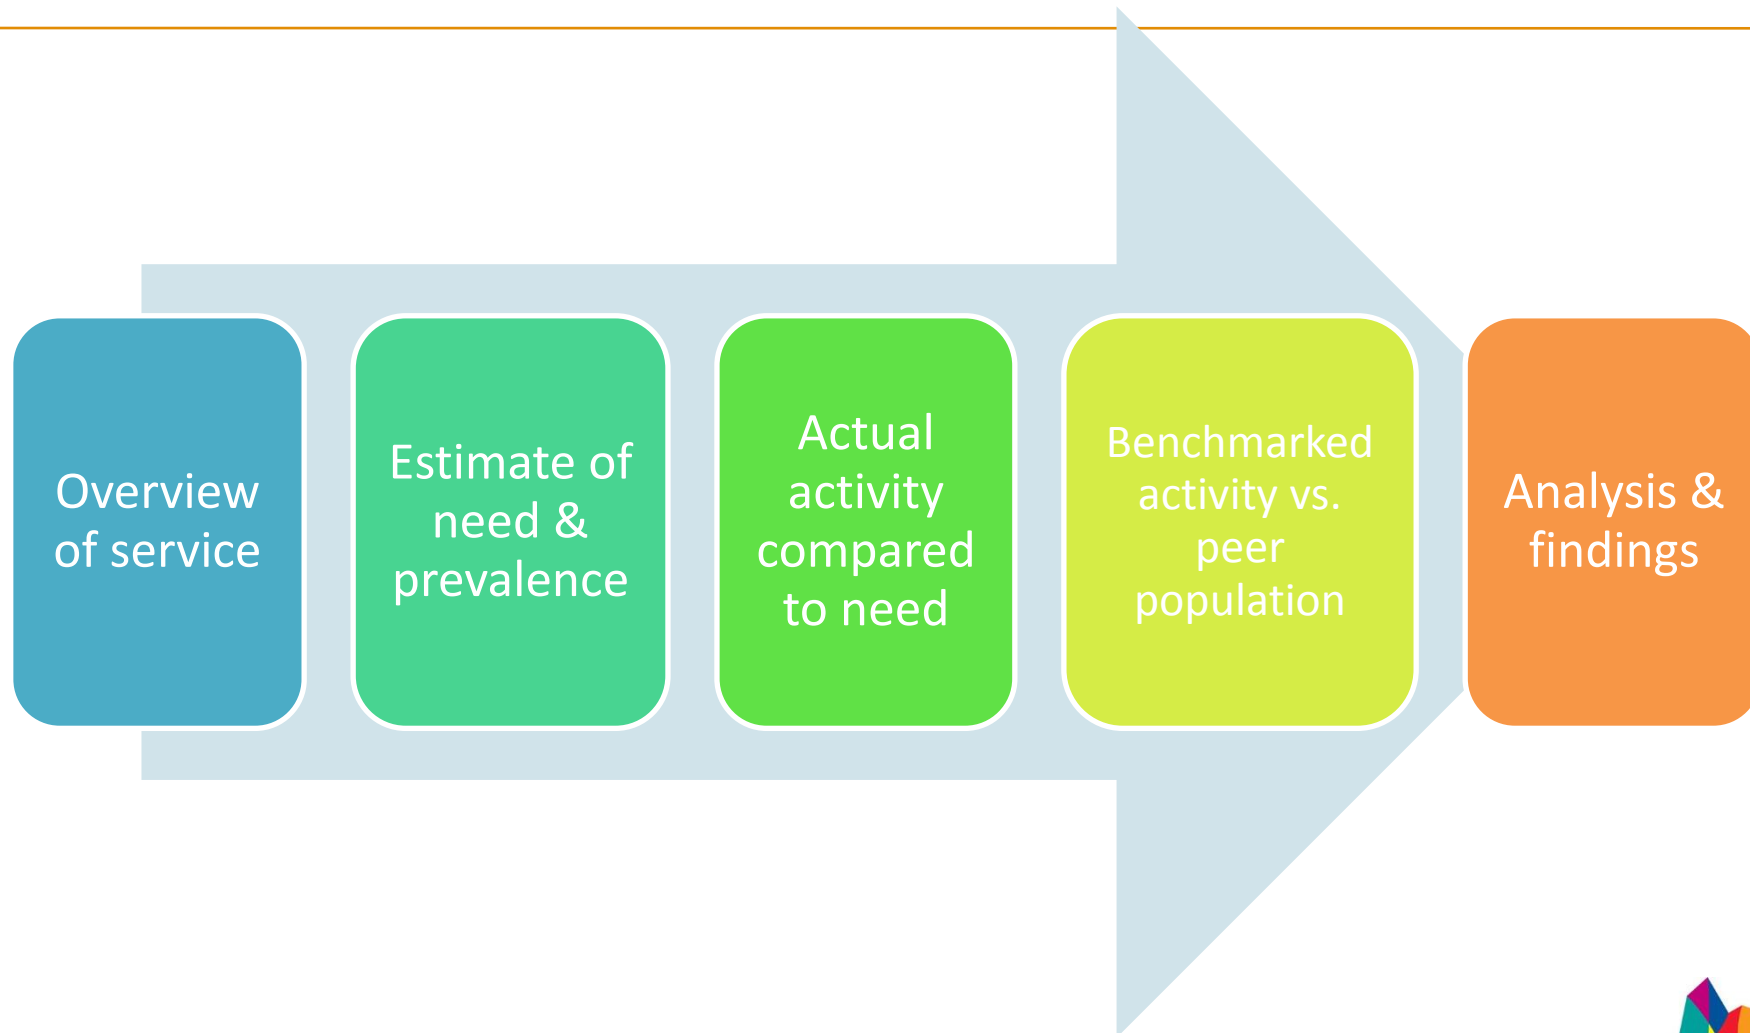 Overview
of service
Estimate of
need &
prevalence
Actual
activity
compared
to need
Benchmarked
activity vs.
peer
population
Analysis &
findings